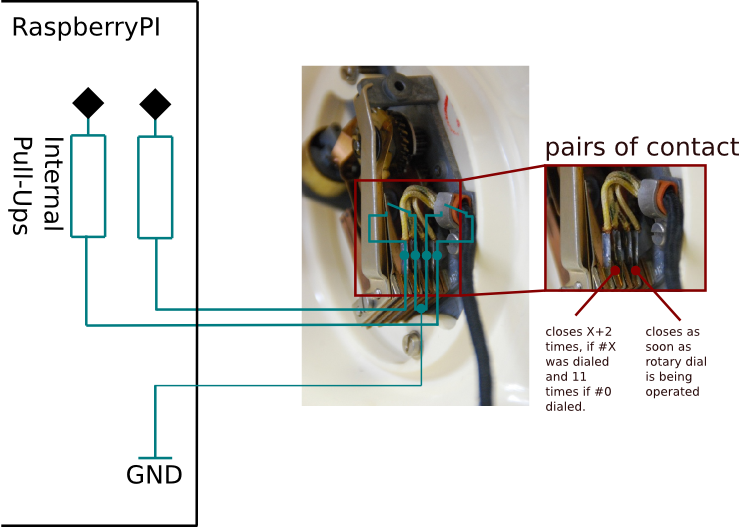 RaspberryPI
Internal
Pull-Ups
GND
pairs of contact
closes X+2
times, if #X
was dialed
and 11
times if #0
dialed.
closes as
soon as
rotary dial
is being
operated